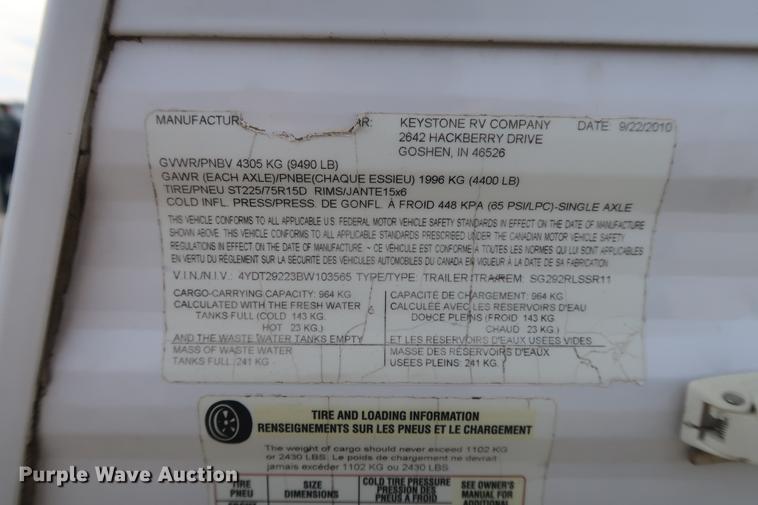 MANUFACTUR ER: KEYSTONE RV COMPANY DATE: 9/22/2010
2642 HACKBERRY DRIVE
GOSHEN, IN 46526
GVWR/PNBV 4305 KG (9490 LB)
GAWR (EACH AXLE)/PNBE(CHAQUE ESSIEU) 1996 KG (4400 LB)
TIRE/PNEU ST225/75R15D RIMS/JANTE15x6
COLD INFL. PRESS/PRESS. DE GONFL. À FROID 448 KPA (65 PSI/LPC)-SINGLE AXLE
THIS VEHICLE CONFORMS TO ALL APPLICABLE U.S. FEDERAL MOTOR VEHICLE SAFETY STANDARDS IN EFFECT ON THE DATE OF MANUFACTURE
SHOWN ABOVE. THIS VEHICLE CONFORMS TO ALL APPLICABLE STANDARDS PRESCRIBED UNDER THE CANADIAN MOTOR VEHICLE SAFETY
REGULATIONS IN EFFECT ON THE DATE OF MANUFACTURE. ~ CE VÉHICULE EST CONFORME À TOUTES LES NORMES QUI LUI SONT APPLICABLES
EN VERTU DU RÈGLEMENT SUR LA SÉCURITÉ DES VÉHICULES AUTOMOBILES DU CANADA EN VIGUEUR À LA DATE DE SA FABRICATION
V.I.N./N.I.V.: 4YDT29223BW103565 TYPE/TYPE: TRAILER/TRA/REM: SG292RLSSR11
CARGO-CARRYING CAPACITY: 964 KG
CALCULATED WITH THE FRESH WATER
TANKS FULL (COLD 143 KG.
HOT 23 KG.)
AND THE WASTE WATER TANKS EMPTY
MASS OF WASTE WATER
TANKS FULL: 241 KG.
CAPACITÉ DE CHARGEMENT: 964 KG
CALCULÉE AVEC LES RESERVOIRS D'EAU
DOUCE PLEINS (FROID 143 KG
CHAUD 23 KG.)
ET LES RÉSERVOIRS D'EAUX USÉES VIDES
MASSE DES RÉSERVOIRS D'EAUX
USÉES PLEINS: 241 KG.
TIRE AND LOADING INFORMATION
RENSEIGNEMENTS SUR LES PNEUS ET LE CHARGEMENT
The weight of cargo should never exceed 1102 KG
or 2430 LBS. Le poids de chargement ne devrait
jamais excéder 1102 KG ou 2430 LBS.
TIRE
PNEU
SIZE
DIMENSIONS
COLD TIRE PRESSURE
PRESSION DES
PNEUS A FROID
SEE OWNER'S
MANUAL FOR
ADDITIONAL
Purple Wave Auction